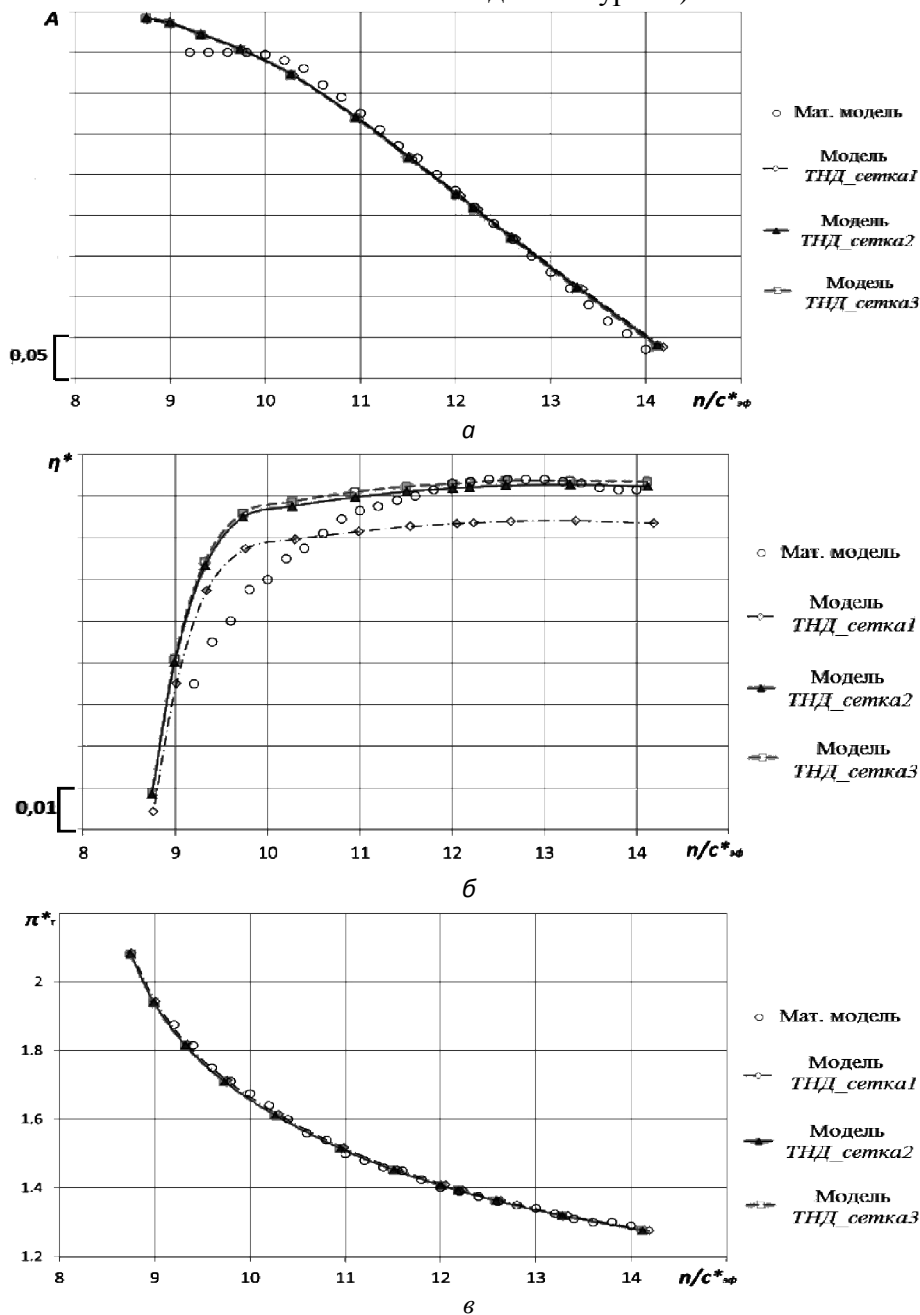 A
Мат. модель
Модель
ТНД_сетка1
Модель
ТНД_сетка2
Модель
ТНД_сетка3
0,05
8 9 10 11 12 13 14
n/c*эф
а
η*
Мат. модель
Модель
ТНД_сетка1
Модель
ТНД_сетка2
Модель
ТНД_сетка3
0,01
8 9 10 11 12 13 14
n/c*эф
б
π*т
2
1.8
1.6
1.4
1.2
Мат. модель
Модель
ТНД_сетка1
Модель
ТНД_сетка2
Модель
ТНД_сетка3
8 9 10 11 12 13 14
n/c*эф
в